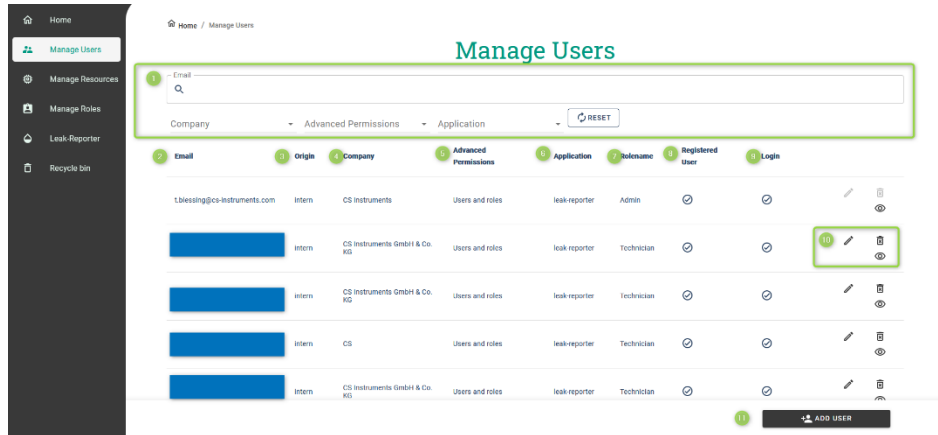 Home
Manage Users
Manage Resources
Manage Roles
Leak-Reporter
Recycle bin
Home / Manage Users
Manage Users
1
Email
Company Advanced Permissions Application RESET
2 Email 3 Origin 4 Company 5 Advanced Permissions 6 Application 7 Rolename 8 Registered User 9 Login
t.blessing@cs-instruments.com intern CS Instruments Users and roles leak-reporter Admin
intern CS Instruments GmbH & Co. KG Users and roles leak-reporter Technician 10
intern CS Instruments GmbH & Co. KG Users and roles leak-reporter Technician
intern CS Users and roles leak-reporter Technician
intern CS Instruments GmbH & Co. KG Users and roles leak-reporter Technician
11 ADD USER